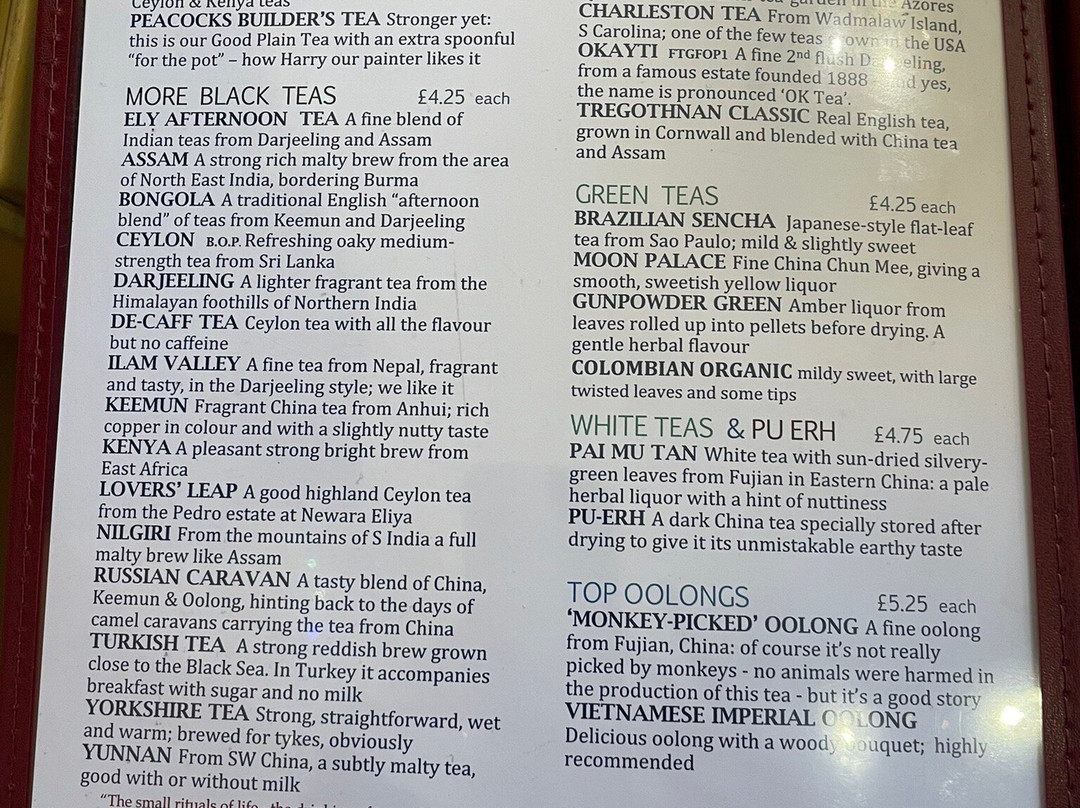 Ceylon & Kenya teas
PEACOCKS BUILDER'S TEA Stronger yet:
this is our Good Plain Tea with an extra spoonful
"for the pot" – how Harry our painter likes it
MORE BLACK TEAS £4.25 each
ELY AFTERNOON TEA A fine blend of
Indian teas from Darjeeling and Assam
ASSAM A strong rich malty brew from the area
of North East India, bordering Burma
BONGOLA A traditional English "afternoon
blend" of teas from Keemun and Darjeeling
CEYLON B.O.P. Refreshing oaky medium-
strength tea from Sri Lanka
DARJEELING A lighter fragrant tea from the
Himalayan foothills of Northern India
DE-CAFF TEA Ceylon tea with all the flavour
but no caffeine
ILAM VALLEY A fine tea from Nepal, fragrant
and tasty, in the Darjeeling style; we like it
KEEMUN Fragrant China tea from Anhui; rich
copper in colour and with a slightly nutty taste
KENYA A pleasant strong bright brew from
East Africa
LOVERS' LEAP A good highland Ceylon tea
from the Pedro estate at Newara Eliya
NILGIRI From the mountains of S India a full
malty brew like Assam
RUSSIAN CARAVAN A tasty blend of China,
Keemun & Oolong, hinting back to the days of
camel caravans carrying the tea from China
TURKISH TEA A strong reddish brew grown
close to the Black Sea. In Turkey it accompanies
breakfast with sugar and no milk
YORKSHIRE TEA Strong, straightforward, wet
and warm; brewed for tykes, obviously
YUNNAN From SW China, a subtly malty tea,
good with or without milk
"The small rituals of life
tea garden in the Azores
CHARLESTON TEA From Wadmalaw Island,
S Carolina; one of the few teas grown in the USA
OKAYTI FTGFOP1 A fine 2nd flush Darjeeling,
from a famous estate founded 1888 and yes,
the name is pronounced 'OK Tea'.
TREGOTHNAN CLASSIC Real English tea,
grown in Cornwall and blended with China tea
and Assam
GREEN TEAS £4.25 each
BRAZILIAN SENCHA Japanese-style flat-leaf
tea from Sao Paulo; mild & slightly sweet
MOON PALACE Fine China Chun Mee, giving a
smooth, sweetish yellow liquor
GUNPOWDER GREEN Amber liquor from
leaves rolled up into pellets before drying. A
gentle herbal flavour
COLOMBIAN ORGANIC mildy sweet, with large
twisted leaves and some tips
WHITE TEAS & PU ERH £4.75 each
PAI MU TAN White tea with sun-dried silvery-
green leaves from Fujian in Eastern China: a pale
herbal liquor with a hint of nuttiness
PU-ERH A dark China tea specially stored after
drying to give it its unmistakable earthy taste
TOP OOLONGS £5.25 each
'MONKEY-PICKED' OOLONG A fine oolong
from Fujian, China: of course it's not really
picked by monkeys - no animals were harmed in
the production of this tea - but it's a good story
VIETNAMESE IMPERIAL OOLONG
Delicious oolong with a woody bouquet; highly
recommended